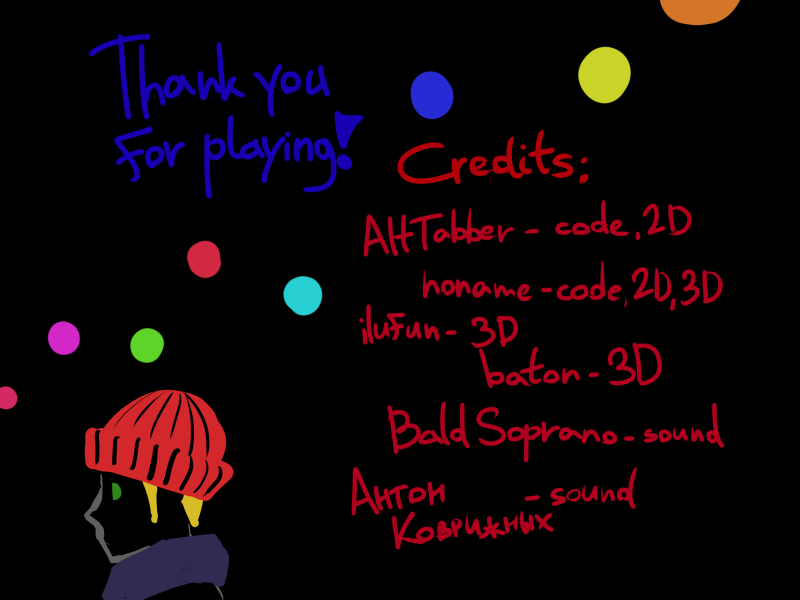 Thank you
for playing!
Credits:
AltTabber - code, 2D
noname - code, 2D, 3D
ilufun - 3D
baton - 3D
Bald Soprano - sound
Антон - sound
Коврижных